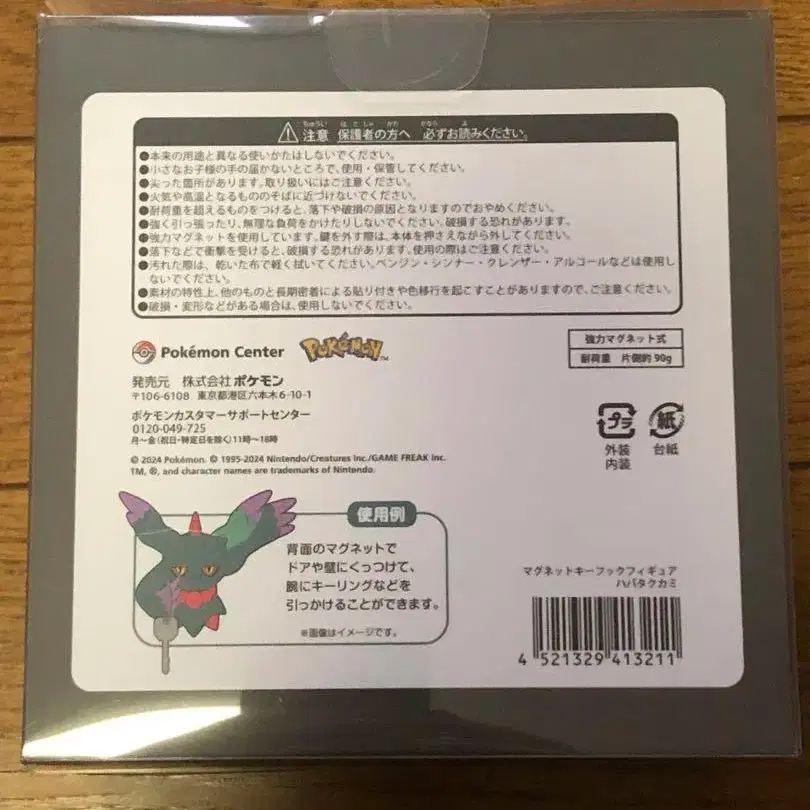 注意 保護者の方へ 必ずお読みください。
●本来の用途と異なる使いかたはしないでください。
●小さなお子様の手の届かないところで、使用・保管してください。
●尖った箇所があります。取り扱いにはご注意ください。
●火気や高温となるもののそばに近づけないでください。
●耐荷重を超えるものをつけると、落下や破損の原因となりますのでおやめください。
●強く引っ張ったり、無理な負荷をかけたりしないでください。破損する恐れがあります。
●強力マグネットを使用しています。鍵を外す際は、本体を押さえながら外してください。
●落下などで衝撃を受けると、破損する恐れがあります。使用の際はご注意ください。
●汚れた際は、乾いた布で軽く拭いてください。ベンジン・シンナー・クレンザー・アルコールなどは使用し
ないでください。
●素材の特性上、他のものと長期密着による貼り付きや色移行を起こすことがありますので、ご注意ください。
●破損・変形などがある場合は、使用しないでください。
Pokémon Center POKÉMON TM
強力マグネット式
耐荷重 片側約90g
発売元 株式会社ポケモン
〒106-6108 東京都港区六本木6-10-1
ポケモンカスタマーサポートセンター
0120-049-725
月〜金(祝日・特定日を除く)11時〜18時
プラ
外装
内装
紙
台紙
© 2024 Pokémon. © 1995-2024 Nintendo/Creatures Inc./GAME FREAK inc.
TM, ®, and character names are trademarks of Nintendo.
使用例
背面のマグネットで
ドアや壁にくっつけて、
腕にキーリングなどを
引っかけることができます。
※画像はイメージです。
マグネットキーフックフィギュア
ハバタクカミ
4 521329 413211